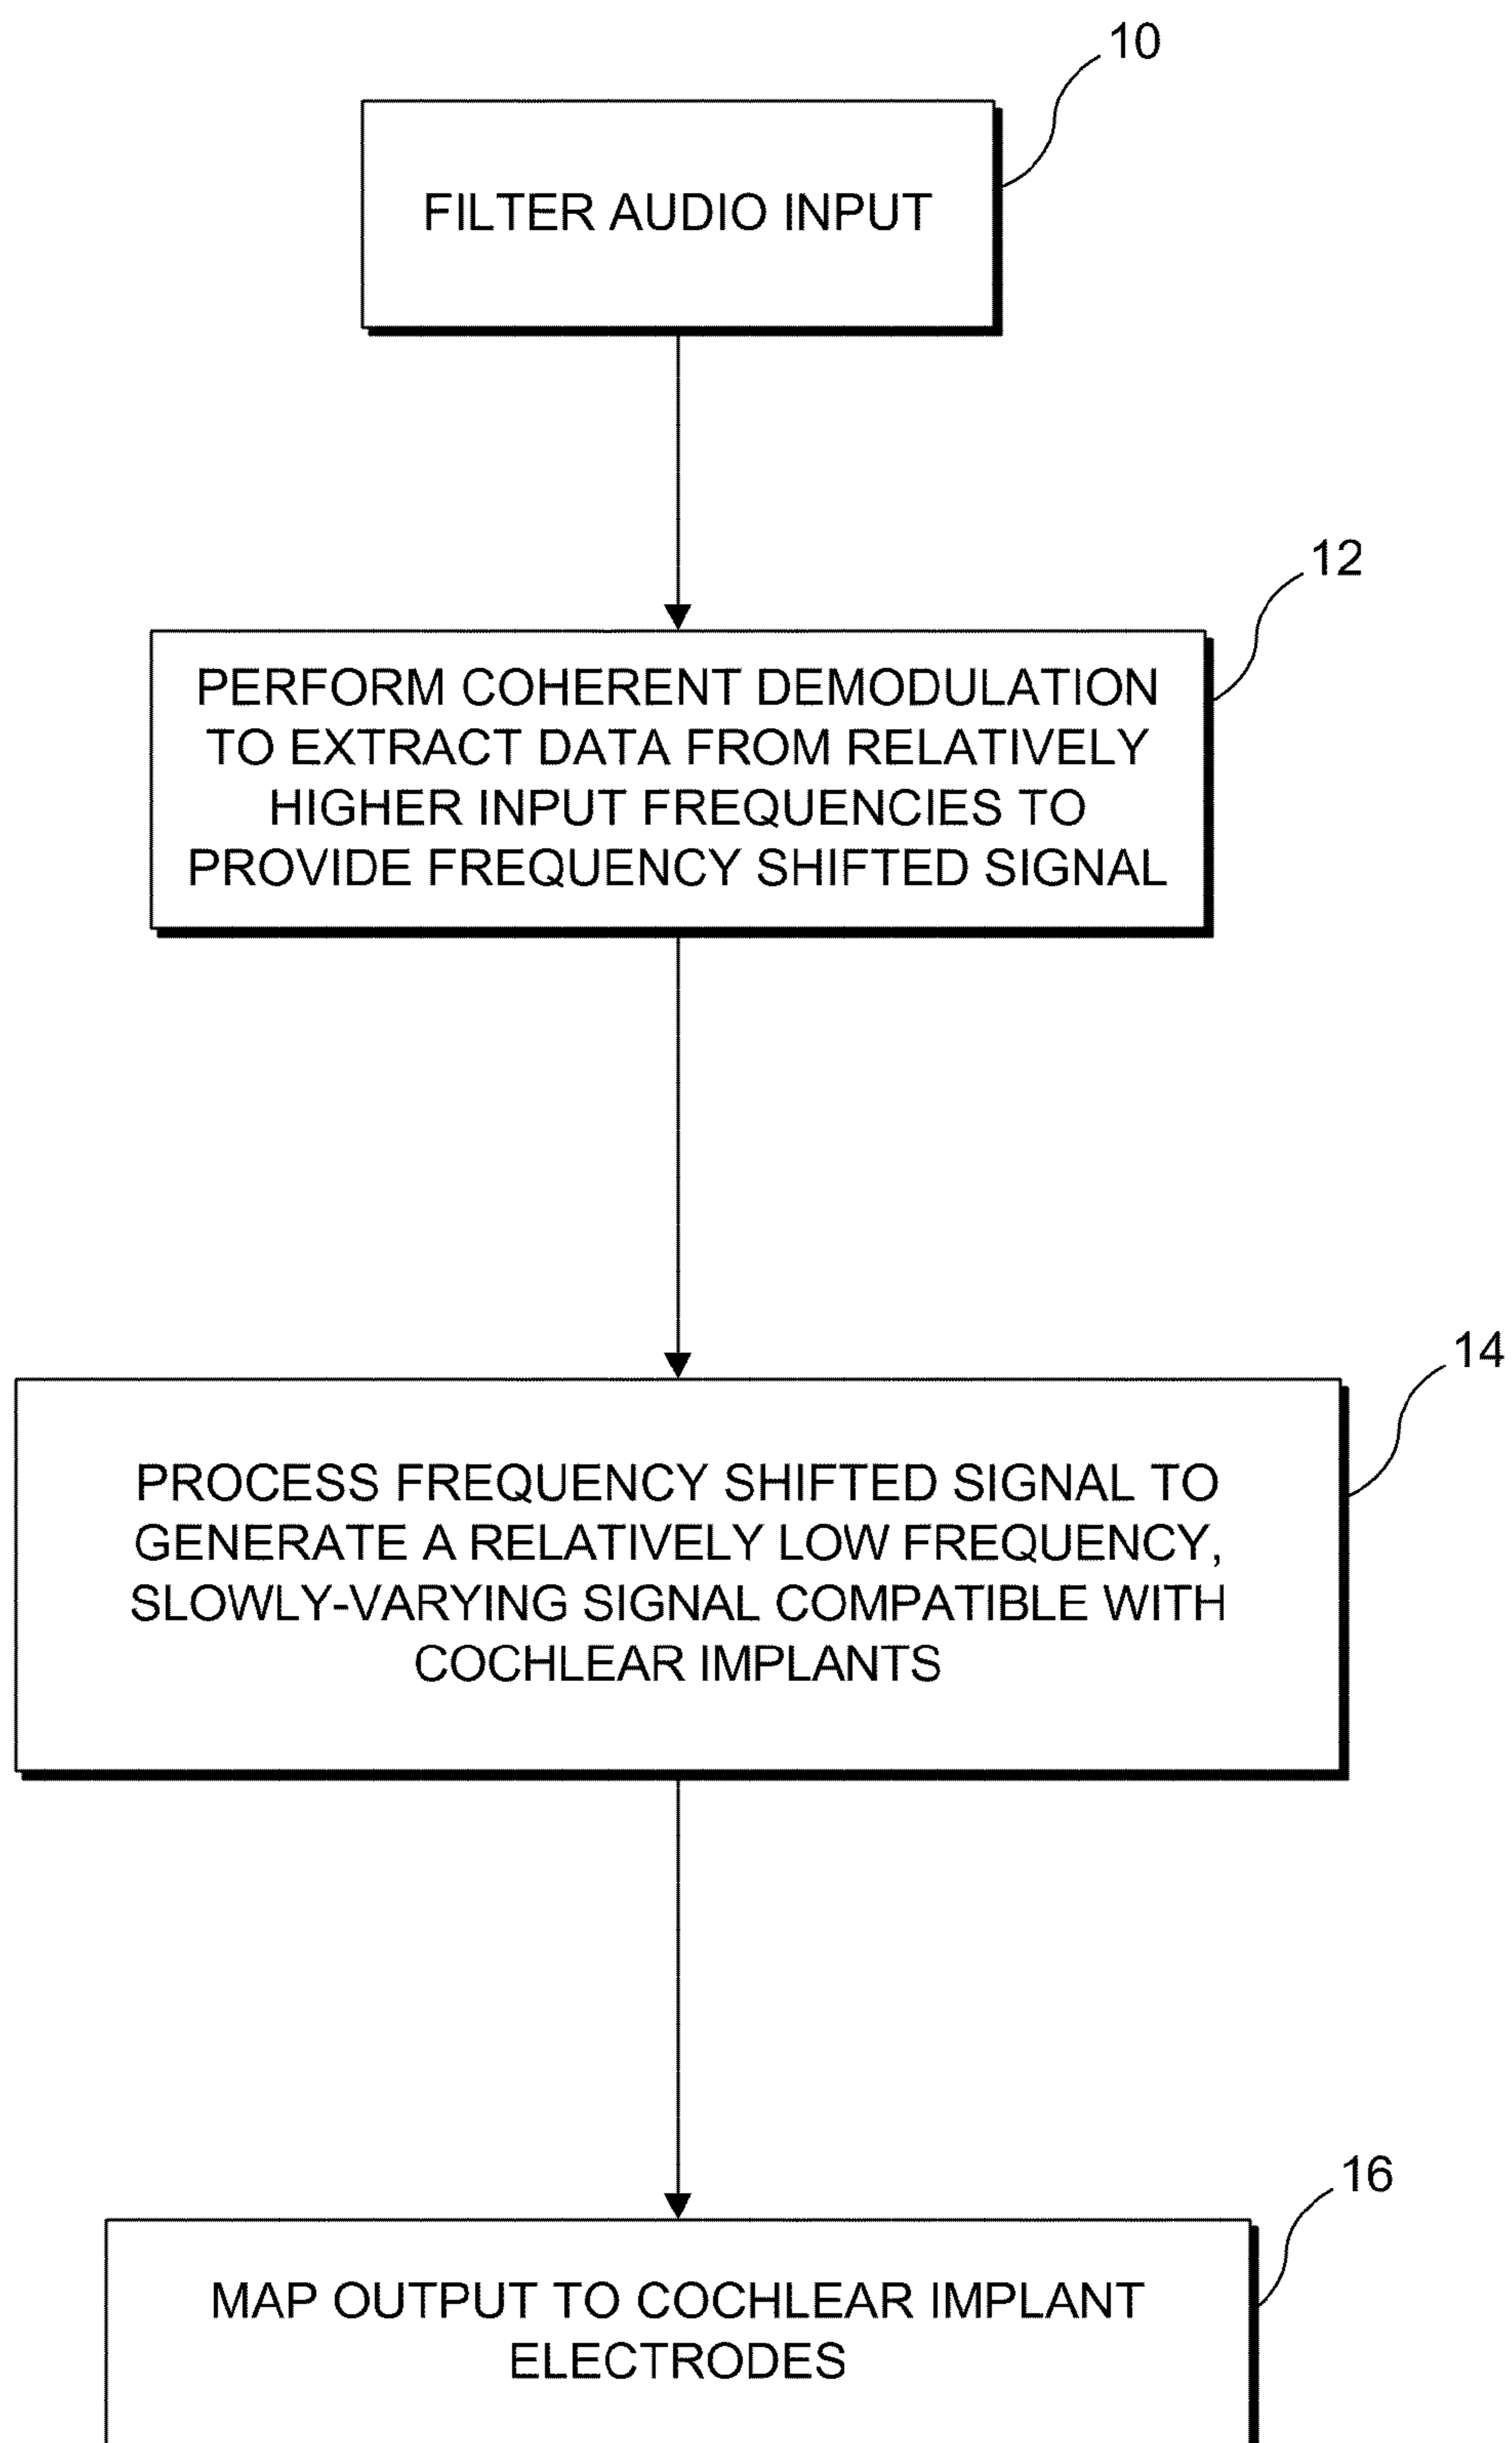 10
FILTER AUDIO INPUT
12
PERFORM COHERENT DEMODULATION
TO EXTRACT DATA FROM RELATIVELY
HIGHER INPUT FREQUENCIES TO
PROVIDE FREQUENCY SHIFTED SIGNAL
14
PROCESS FREQUENCY SHIFTED SIGNAL TO
GENERATE A RELATIVELY LOW FREQUENCY,
SLOWLY-VARYING SIGNAL COMPATIBLE WITH
COCHLEAR IMPLANTS
16
MAP OUTPUT TO COCHLEAR IMPLANT
ELECTRODES